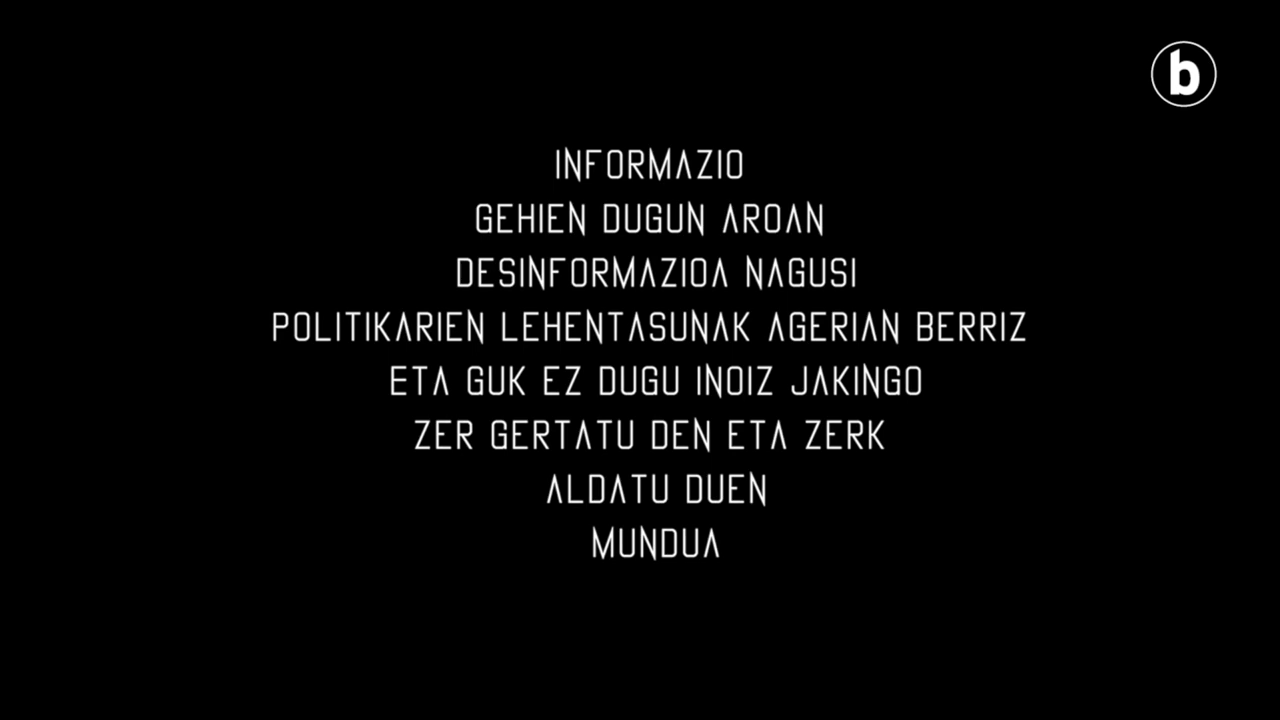 b
INFORMAZIO
GEHIEN DUGUN AROAN
DESINFORMAZIOA NAGUSI
POLITIKARIEN LEHENTASUNAK AGERIAN BERRIZ
ETA GUK EZ DUGU INOIZ JAKINGO
ZER GERTATU DEN ETA ZERK
ALDATU DUEN
MUNDUA